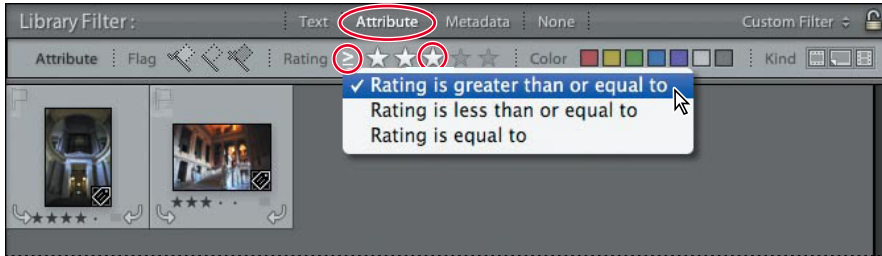 Library Filter: Text Attribute Metadata None Custom Filter
Attribute Flag Rating ≥ Color Kind
Rating is greater than or equal to
Rating is less than or equal to
Rating is equal to